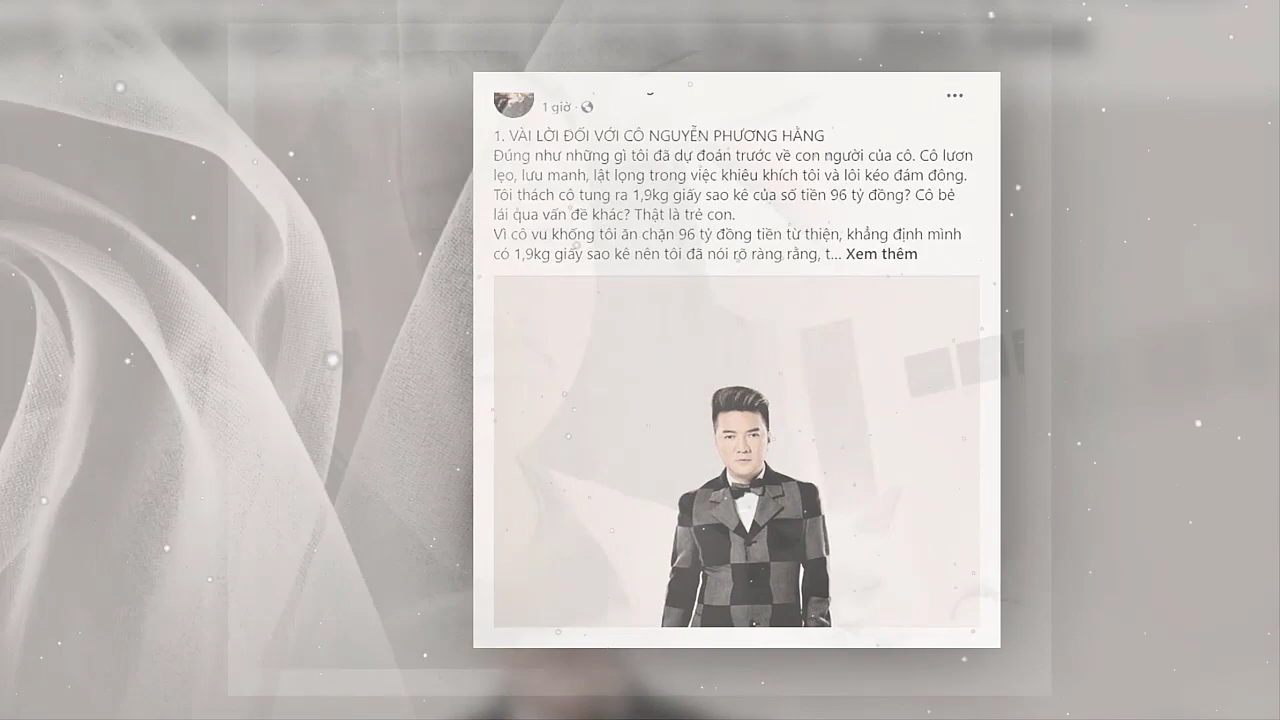 1 giờ ·
1. VÀI LỜI ĐỐI VỚI CÔ NGUYỄN PHƯƠNG HẰNG
Đúng như những gì tôi đã dự đoán trước về con người của cô. Cô lươn
lẹo, lưu manh, lật lọng trong việc khiêu khích tôi và lôi kéo đám đông.
Tôi thách cô tung ra 1,9kg giấy sao kê của số tiền 96 tỷ đồng? Cô bẻ
lái qua vấn đề khác? Thật là trẻ con.
Vì cô vu khống tôi ăn chặn 96 tỷ đồng tiền từ thiện, khẳng định mình
có 1,9kg giấy sao kê nên tôi đã nói rõ ràng rằng, t... Xem thêm